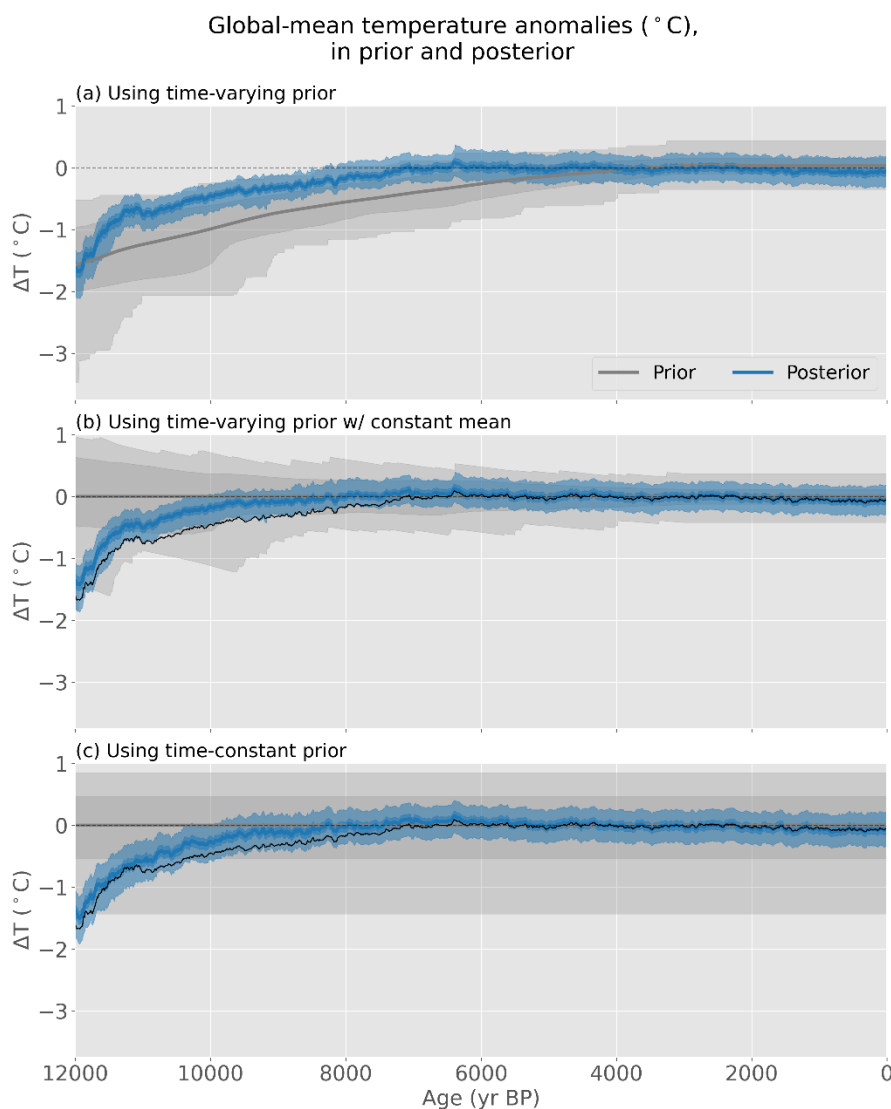 Global-mean temperature anomalies (°C),
in prior and posterior
(a) Using time-varying prior
1
0
−1
−2
−3
ΔT (°C)
Prior
Posterior
(b) Using time-varying prior w/ constant mean
1
0
−1
−2
−3
ΔT (°C)
(c) Using time-constant prior
1
0
−1
−2
−3
ΔT (°C)
12000 10000 8000 6000 4000 2000 0
Age (yr BP)